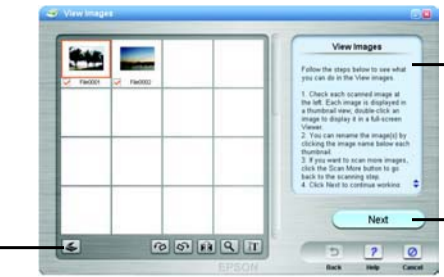 View Images
File0001
File0002
View Images
Follow the steps below to see what
you can do in the View images.
1. Check each scanned image at
the left. Each image is displayed in
a thumbnail view, double-click an
image to display it in a full-screen
Viewer.
2. You can rename the image(s) by
clicking the image name below each
thumbnail.
3. If you want to scan more images,
click the Scan More button to go
back to the scanning step.
4. Click Next to continue working.
Next
EPSON
Back
Help
Cancel